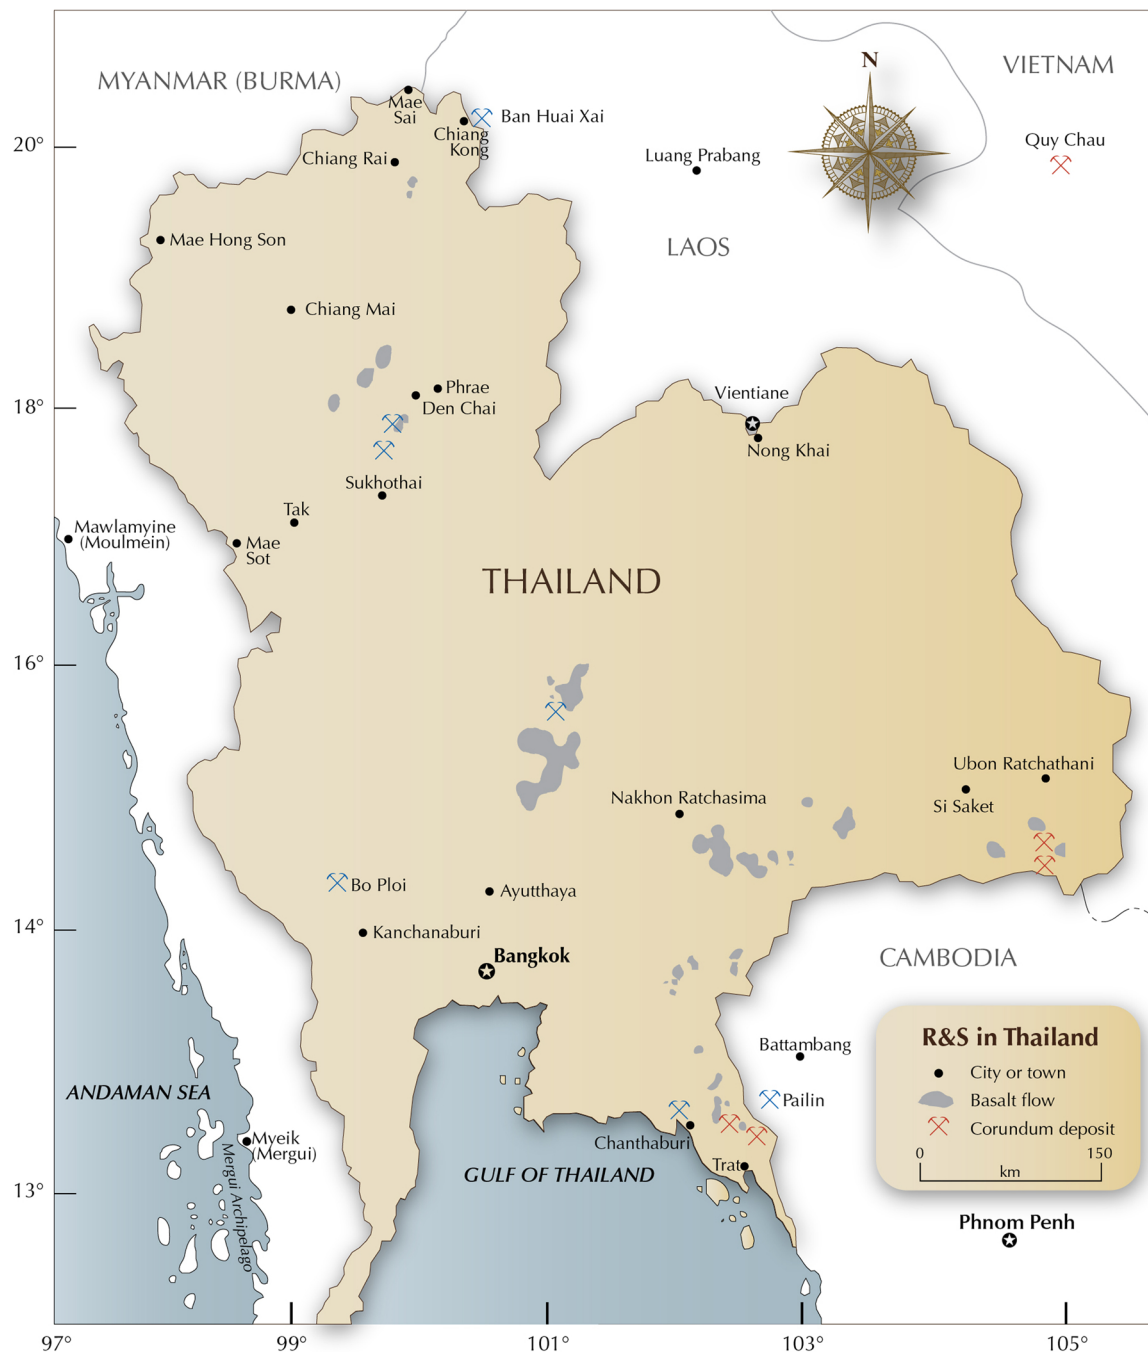 N
MYANMAR (BURMA)
VIETNAM
Mae
Sai
Ban Huai Xai
Chiang
Kong
20°
Quy Chau
Chiang Rai
Luang Prabang
Mae Hong Son
LAOS
Chiang Mai
Phrae
Vientiane
18°
Den Chai
Nong Khai
Sukhothai
Tak
Mawlamyine
(Moulmein)
Mae
Sot
THAILAND
16°
Ubon Ratchathani
Nakhon Ratchasima
Si Saket
Bo Ploi
Ayutthaya
14°
Kanchanaburi
Bangkok
CAMBODIA
R&S in Thailand
City or town
Basalt flow
Corundum deposit
0 150
km
Battambang
ANDAMAN SEA
Pailin
Myeik
(Mergui)
Mergui Archipelago
Chanthaburi
Trat
GULF OF THAILAND
13°
Phnom Penh
97° 99° 101° 103° 105°